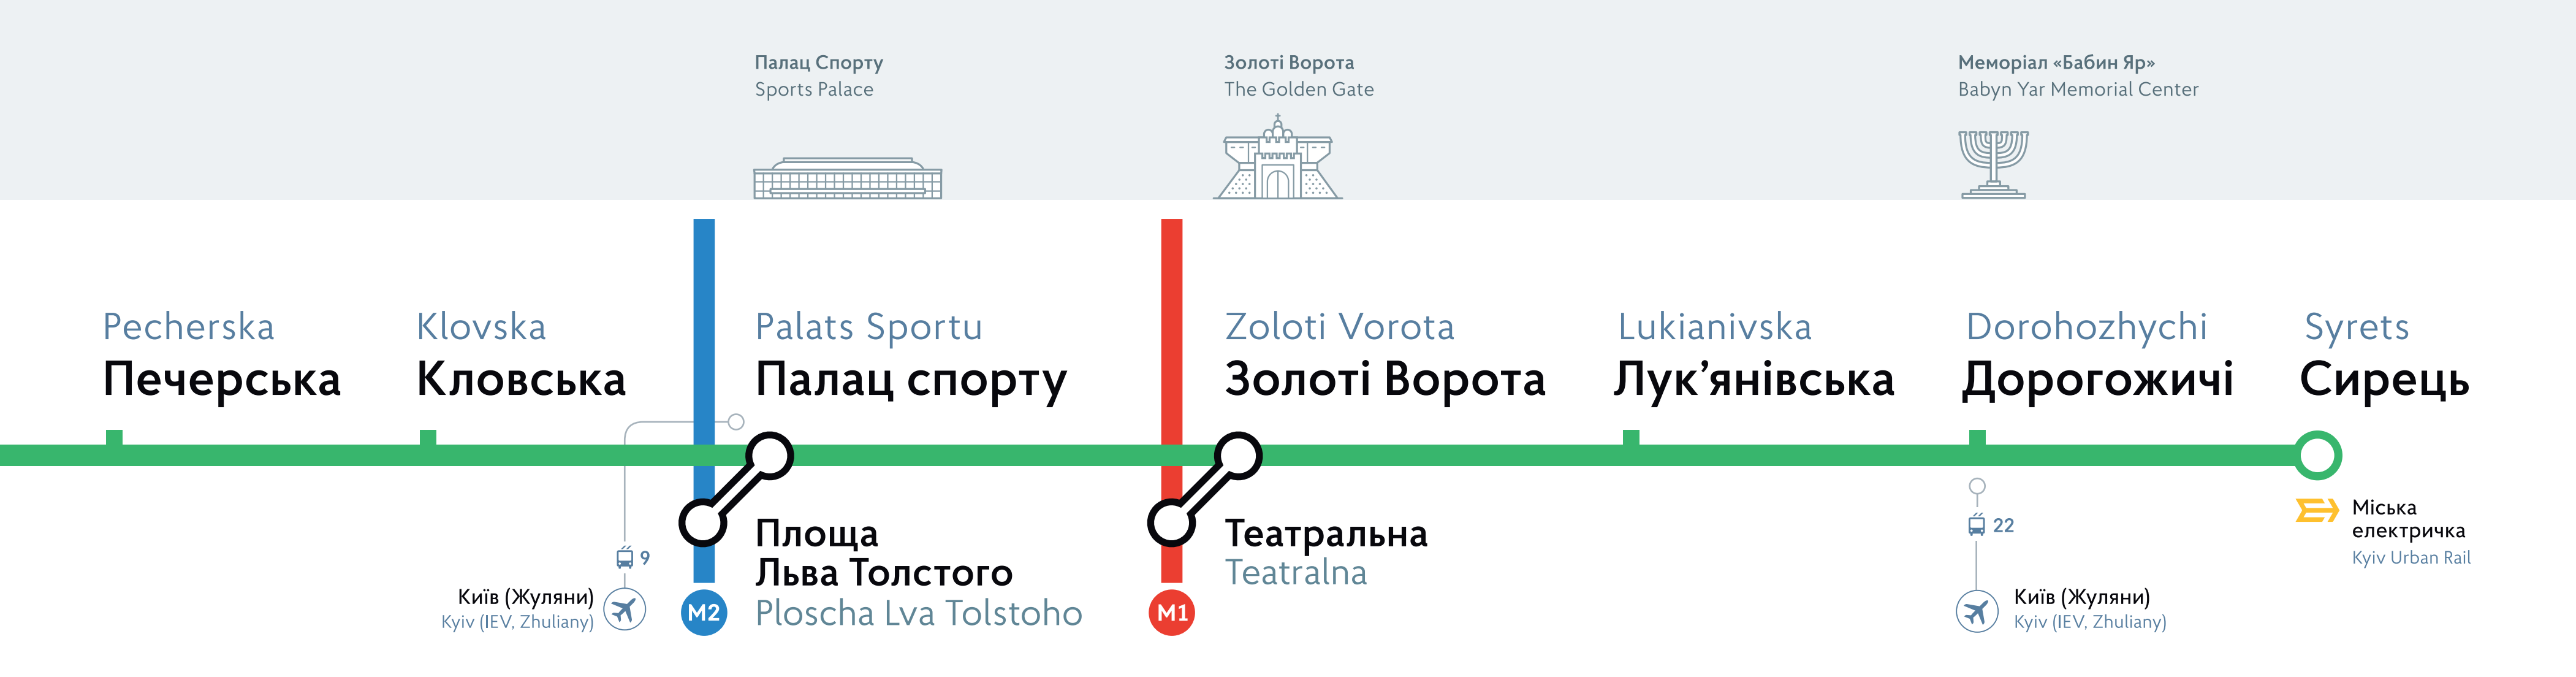 Палац Спорту
Sports Palace
Золоті Ворота
The Golden Gate
Меморіал «Бабин Яр»
Babyn Yar Memorial Center
Pecherska
Печерська
Klovska
Кловська
Palats Sportu
Палац спорту
Zoloti Vorota
Золоті Ворота
Lukianivska
Лук’янівська
Dorohozhychi
Дорогожичі
Syrets
Сирець
9
Київ (Жуляни)
Kyiv (IEV, Zhuliany)
M2
Площа
Льва Толстого
Ploscha Lva Tolstoho
M1
Театральна
Teatralna
22
Київ (Жуляни)
Kyiv (IEV, Zhuliany)
Міська
електричка
Kyiv Urban Rail